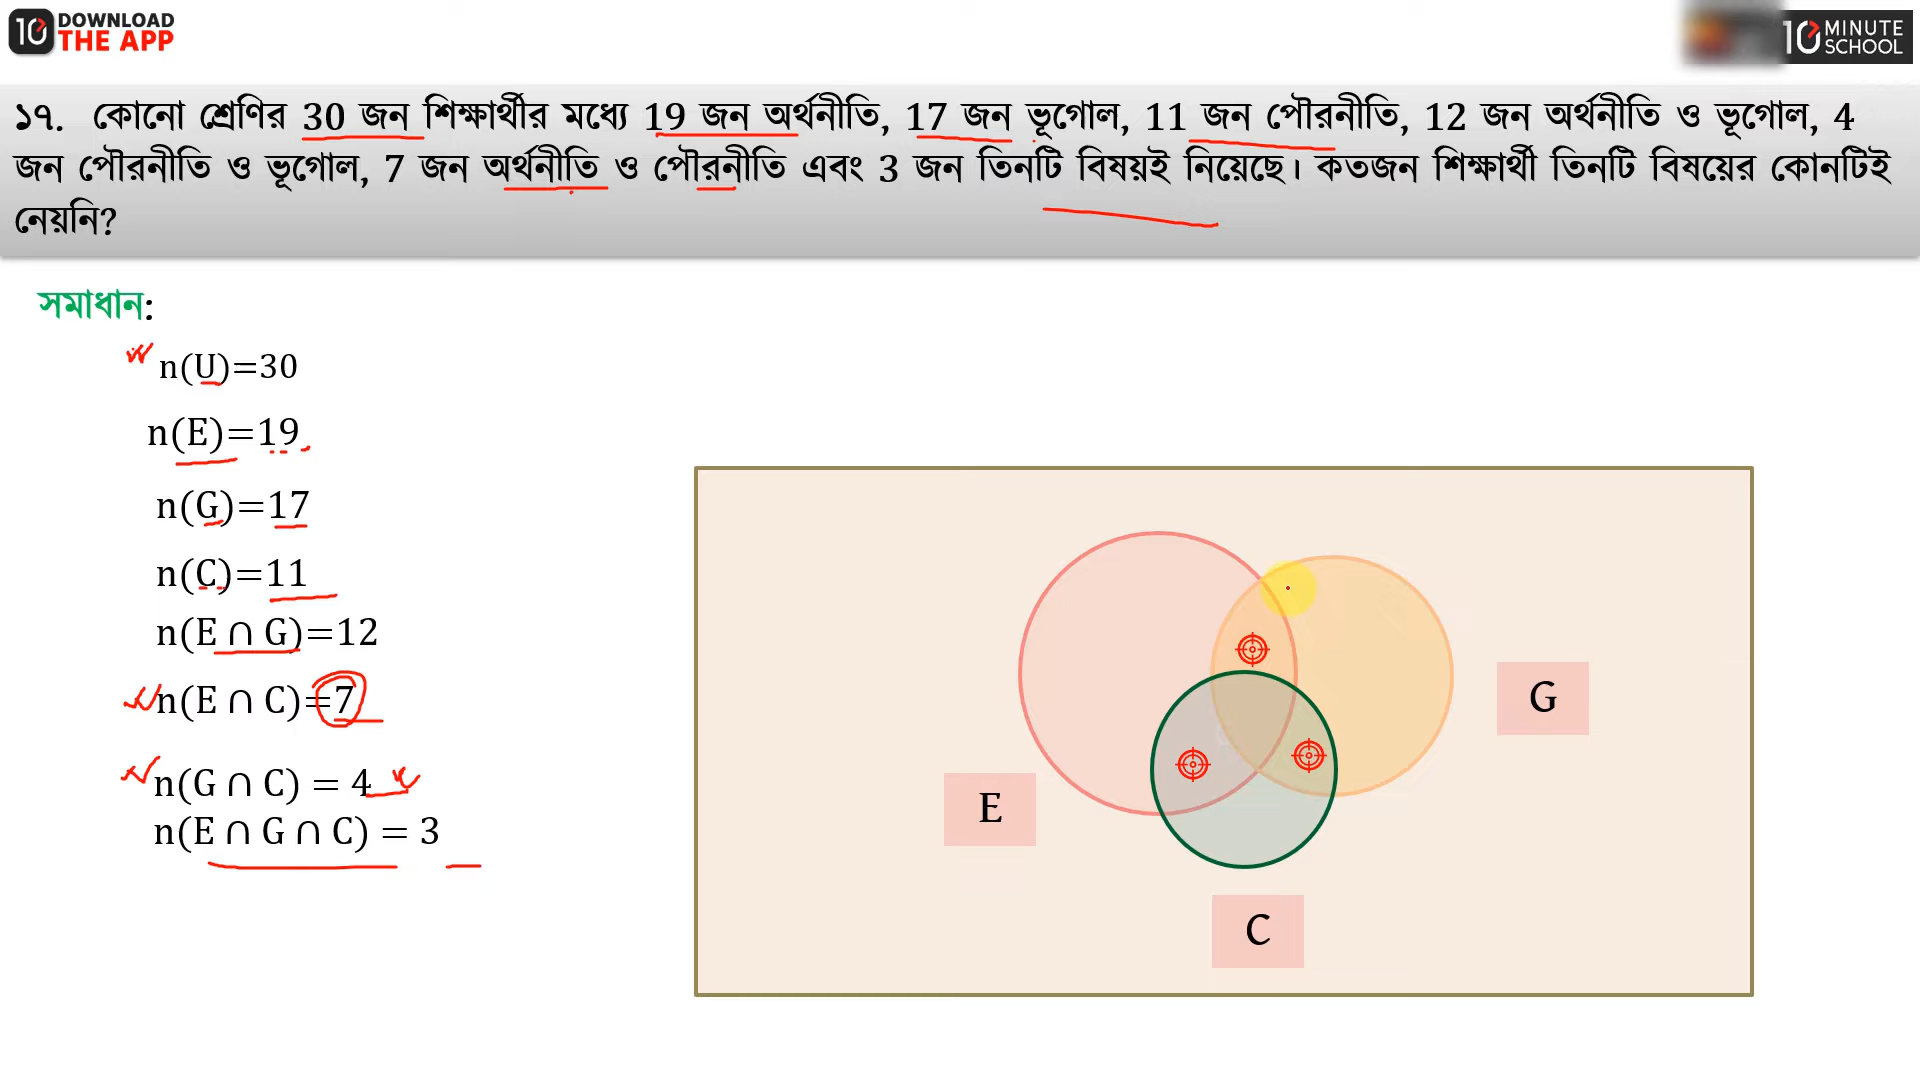 10 DOWNLOAD
THE APP
10 MINUTE
SCHOOL
১৭. কোনো শ্রেণির 30 জন শিক্ষার্থীর মধ্যে 19 জন অর্থনীতি, 17 জন ভূগোল, 11 জন পৌরনীতি, 12 জন অর্থনীতি ও ভূগোল, 4
জন পৌরনীতি ও ভূগোল, 7 জন অর্থনীতি ও পৌরনীতি এবং 3 জন তিনটি বিষয়ই নিয়েছে। কতজন শিক্ষার্থী তিনটি বিষয়ের কোনটিই
নেয়নি?
সমাধান:
n(U)=30
n(E)=19
n(G)=17
n(C)=11
n(E ∩ G)=12
n(E ∩ C)=7
n(G ∩ C) = 4
n(E ∩ G ∩ C) = 3
G
E
C